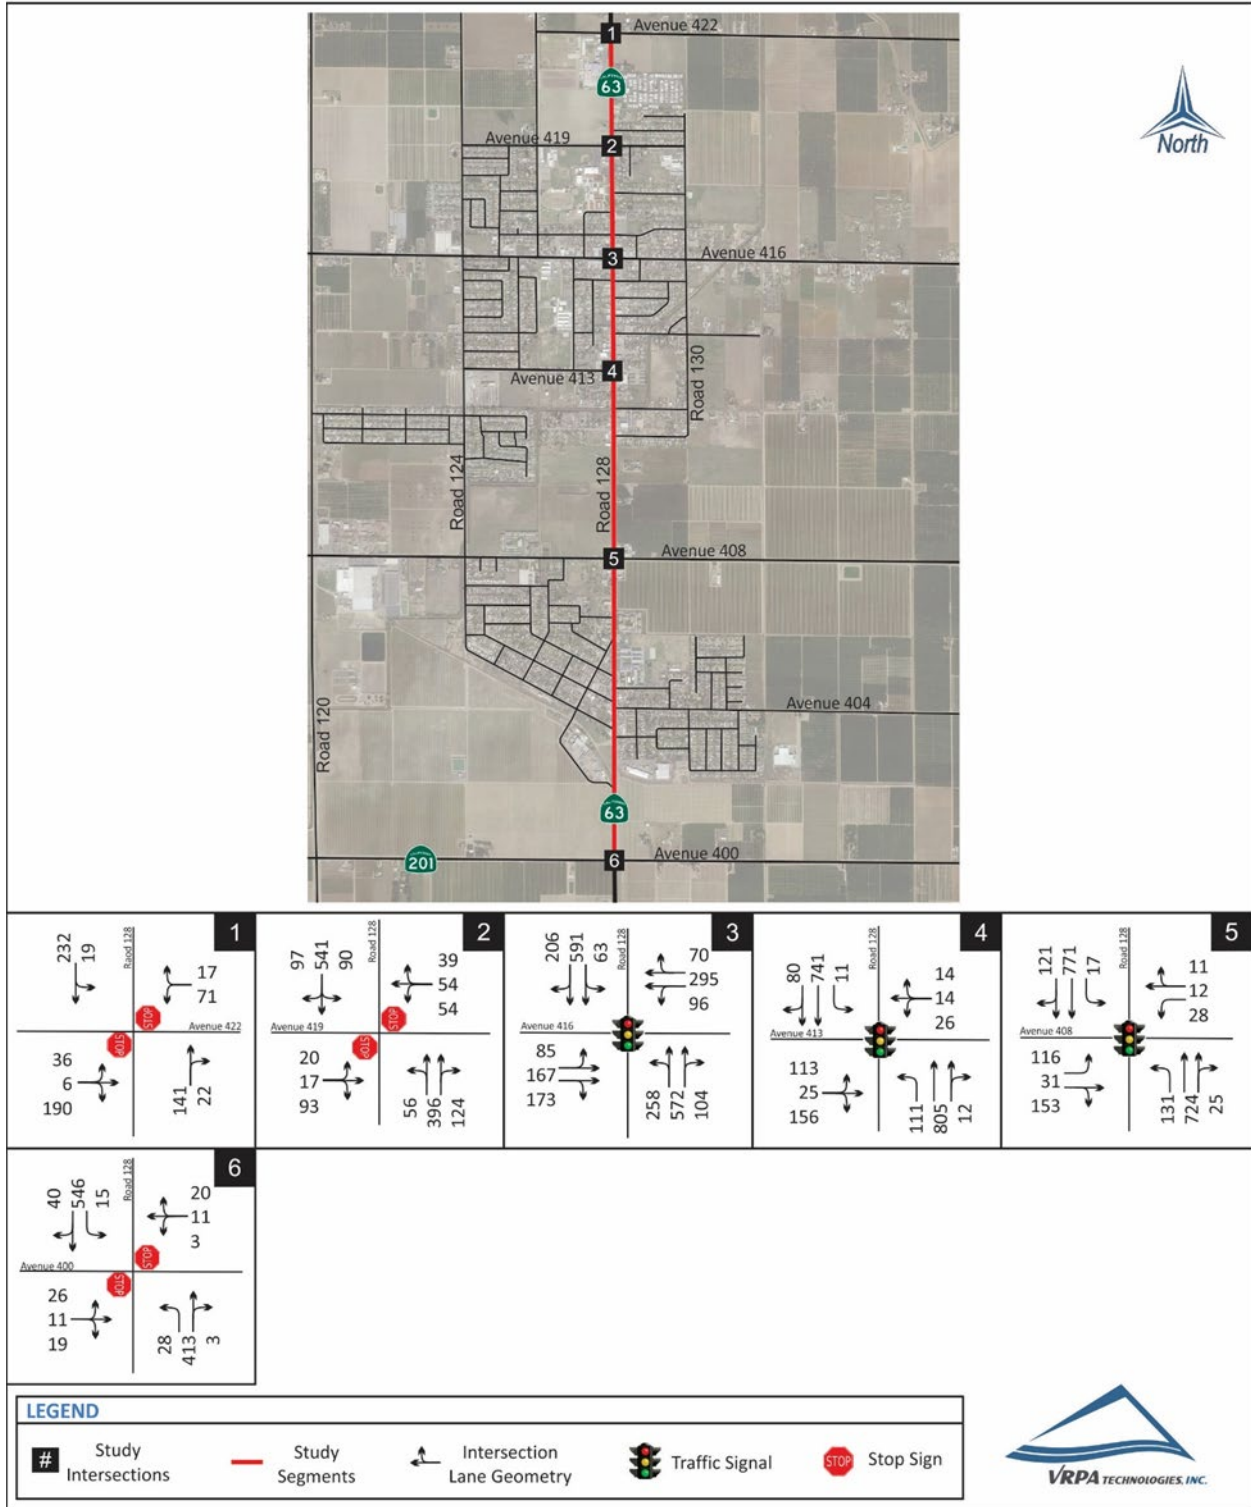 1
Avenue 422
63
North
Avenue 419
2
3
Avenue 416
4
Avenue 413
Road 130
Road 124
Road 128
5
Avenue 408
Avenue 404
Road 120
63
201
6
Avenue 400
1
232
19
Raod 128
17
71
STOP
Avenue 422
STOP
36
6
190
141
22
2
97
541
90
Road 128
39
54
54
STOP
Avenue 419
STOP
20
17
93
56
396
124
3
206
591
63
Road 128
70
295
96
Avenue 416
85
167
173
258
572
104
4
80
741
11
Road 128
14
14
26
Avenue 413
113
25
156
111
805
12
5
121
771
17
Road 128
11
12
28
Avenue 408
116
31
153
131
724
25
6
40
546
15
Road 128
20
11
3
STOP
Avenue 400
STOP
26
11
19
28
413
3
LEGEND
# Study Intersections
Study Segments
Intersection Lane Geometry
Traffic Signal
STOP Stop Sign
VRPA TECHNOLOGIES, INC.